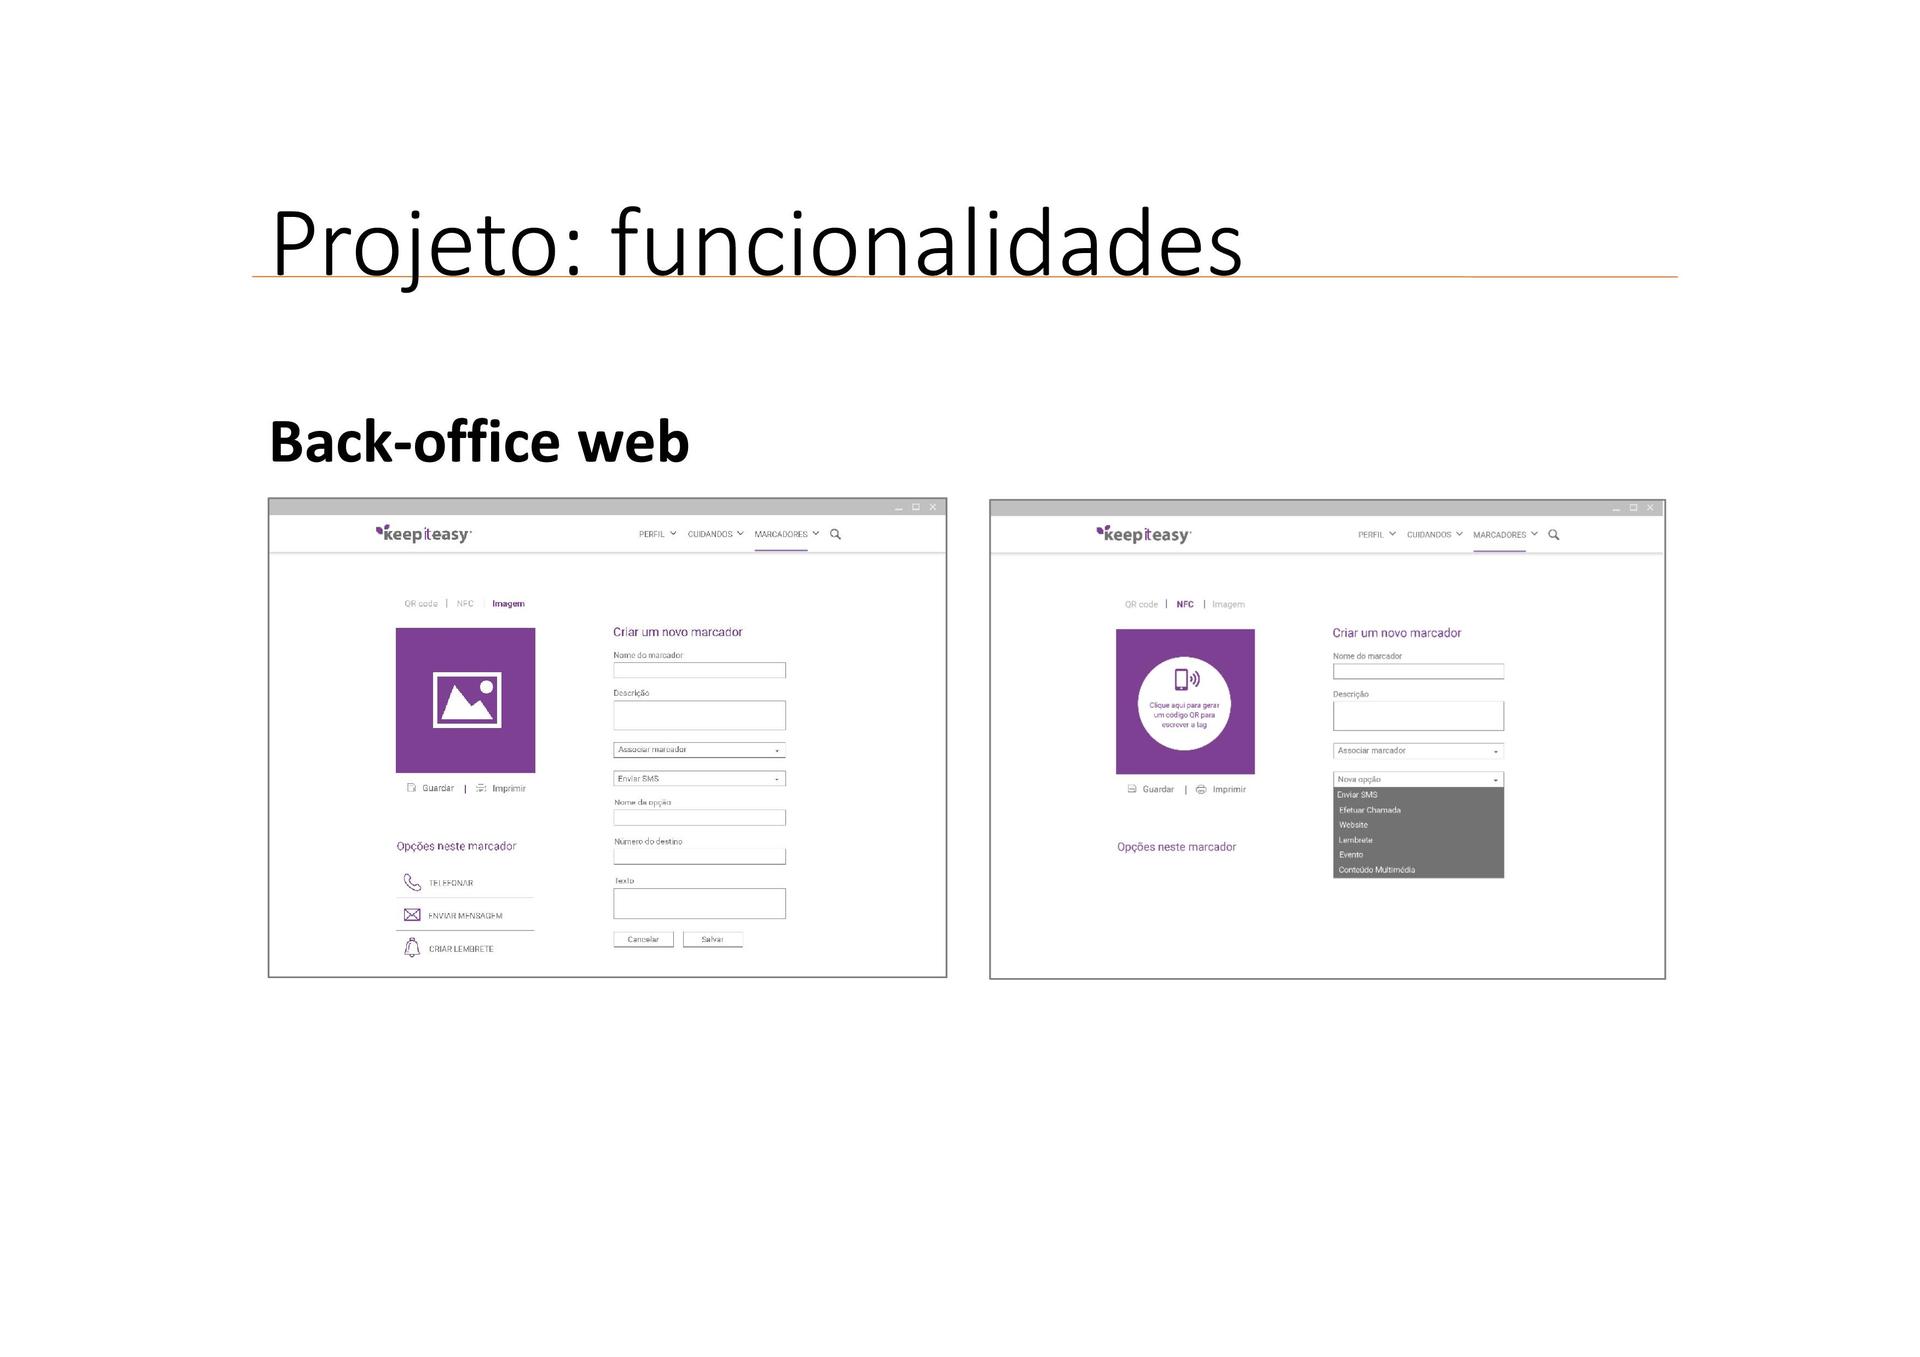 Projeto: funcionalidades
Back-office web
keepiteasy
PERFIL CUIDANDOS MARCADORES
QR code | NFC | Imagem
Guardar | Imprimir
Opções neste marcador
TELEFONAR
ENVIAR MENSAGEM
CRIAR LEMBRETE
Criar um novo marcador
Nome do marcador
Descrição
Associar marcador
Enviar SMS
Nome da opção
Número do destino
Texto
Cancelar Salvar
keepiteasy
PERFIL CUIDANDOS MARCADORES
QR code | NFC | Imagem
Clique aqui para gerar
um codigo QR para
escrever a tag
Guardar | Imprimir
Opções neste marcador
Criar um novo marcador
Nome do marcador
Descrição
Associar marcador
Nova opção
Enviar SMS
Efetuar Chamada
Website
Lembrete
Evento
Conteúdo Multimédia